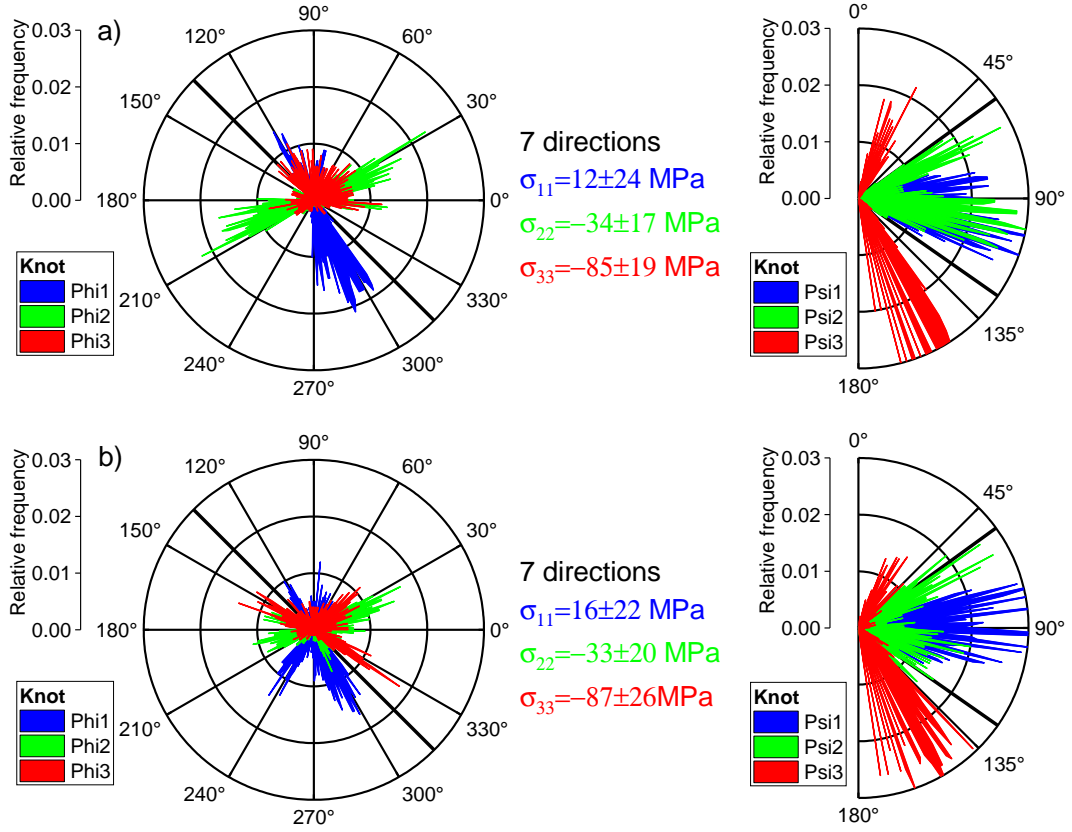 a)
Relative frequency
0.03
0.02
0.01
0.00
90°
120°
60°
150°
30°
180°
0°
210°
330°
240°
300°
270°
Knot
Phi1
Phi2
Phi3
7 directions
σ11=12±24 MPa
σ22=−34±17 MPa
σ33=−85±19 MPa
Relative frequency
0.03
0.02
0.01
0.00
0°
45°
90°
135°
180°
Knot
Psi1
Psi2
Psi3
b)
Relative frequency
0.03
0.02
0.01
0.00
90°
120°
60°
150°
30°
180°
0°
210°
330°
240°
300°
270°
Knot
Phi1
Phi2
Phi3
7 directions
σ11=16±22 MPa
σ22=−33±20 MPa
σ33=−87±26MPa
Relative frequency
0.03
0.02
0.01
0.00
0°
45°
90°
135°
180°
Knot
Psi1
Psi2
Psi3